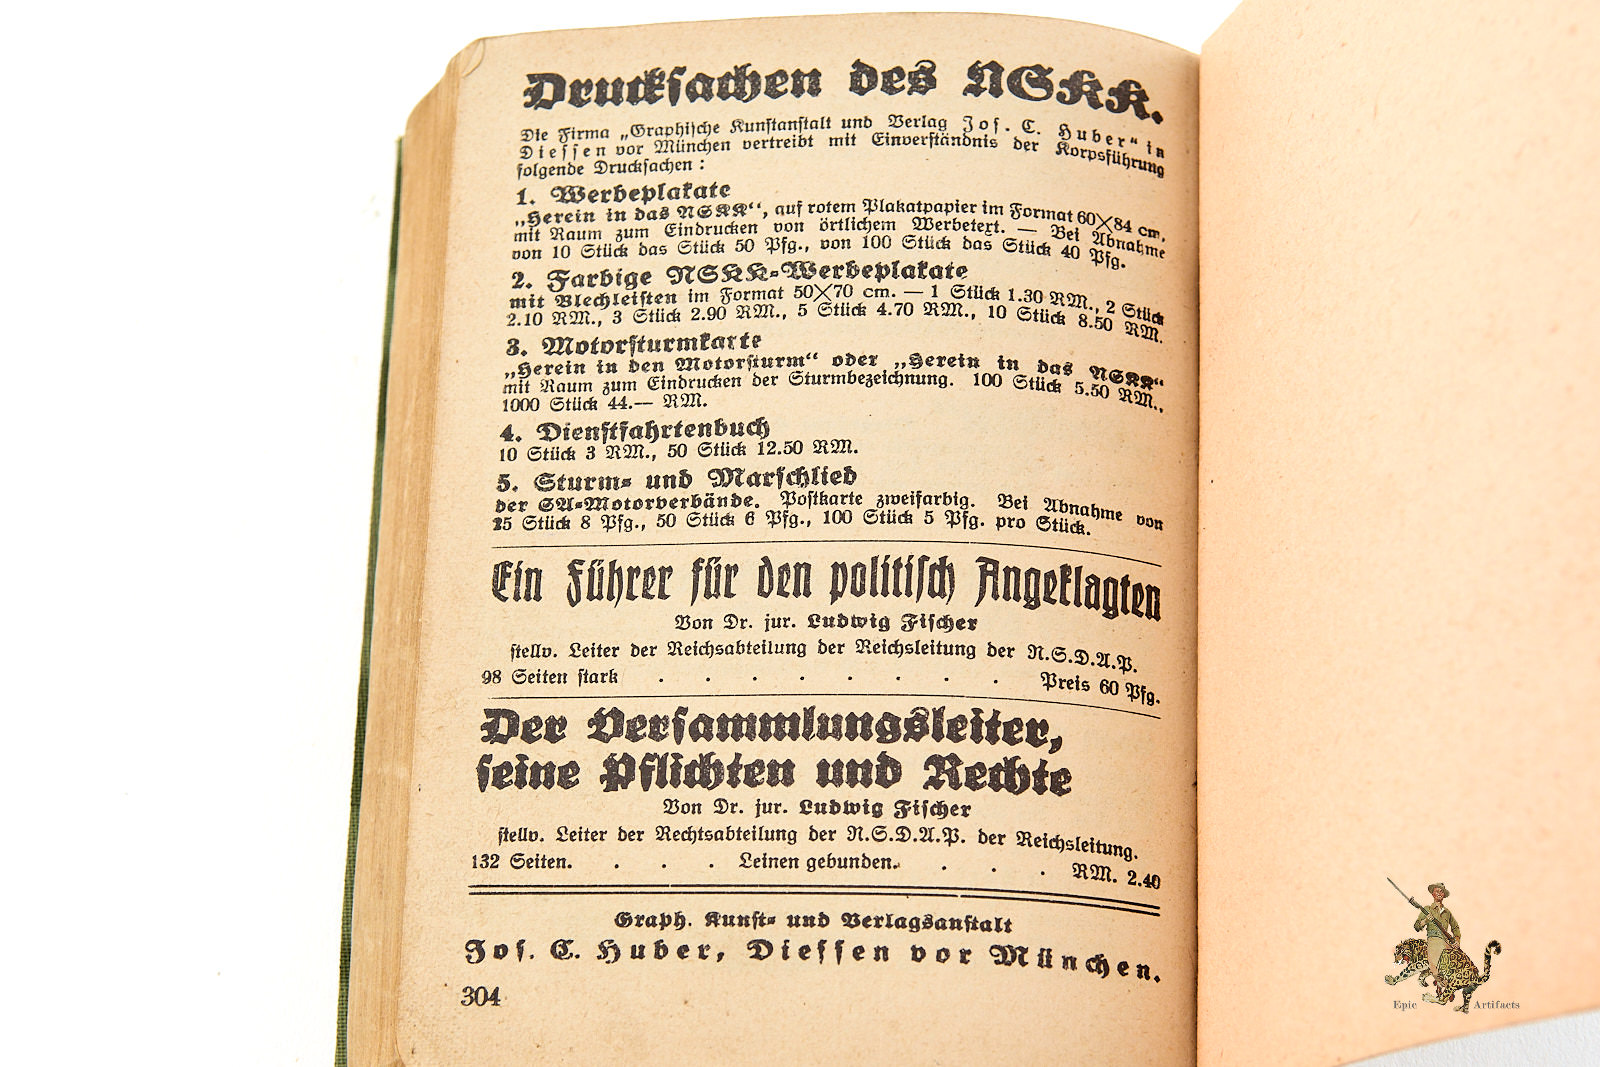 Drucksachen des NSKK.
Die Firma „Graphische Kunstanstalt und Verlag Jos. C. Huber" in
Diessen vor München vertreibt mit Einverständnis der Korpsführung
folgende Drucksachen:
1. Werbeplakate
„Herein in das NSKK", auf rotem Plakatpapier im Format 60×84 cm,
mit Raum zum Eindrucken von örtlichem Werbetext. — Bei Abnahme
von 10 Stück das Stück 50 Pfg., von 100 Stück das Stück 40 Pfg.
2. Farbige NSKK-Werbeplakate
mit Blechleisten im Format 50×70 cm. — 1 Stück 1.30 RM., 2 Stück
2.10 RM., 3 Stück 2.90 RM., 5 Stück 4.70 RM., 10 Stück 8.50 RM.
3. Motorsturmkarte
„Herein in den Motorsturm" oder „Herein in das NSKK"
mit Raum zum Eindrucken der Sturmbezeichnung. 100 Stück 5.50 RM.,
1000 Stück 44.— RM.
4. Dienstfahrtenbuch
10 Stück 3 RM., 50 Stück 12.50 RM.
5. Sturm- und Marschlied
der SA-Motorverbände. Postkarte zweifarbig. Bei Abnahme von
25 Stück 8 Pfg., 50 Stück 6 Pfg., 100 Stück 5 Pfg. pro Stück.
Ein Führer für den politisch Angeklagten
Von Dr. jur. Ludwig Fischer
stellv. Leiter der Reichsabteilung der Reichsleitung der N.S.D.A.P.
98 Seiten stark . . . . . . . . Preis 60 Pfg.
Der Versammlungsleiter,
seine Pflichten und Rechte
Von Dr. jur. Ludwig Fischer
stellv. Leiter der Rechtsabteilung der N.S.D.A.P. der Reichsleitung.
132 Seiten. . . . Leinen gebunden. . . . RM. 2.40
Graph. Kunst- und Verlagsanstalt
Jos. C. Huber, Diessen vor München.
304
Epic Artifacts